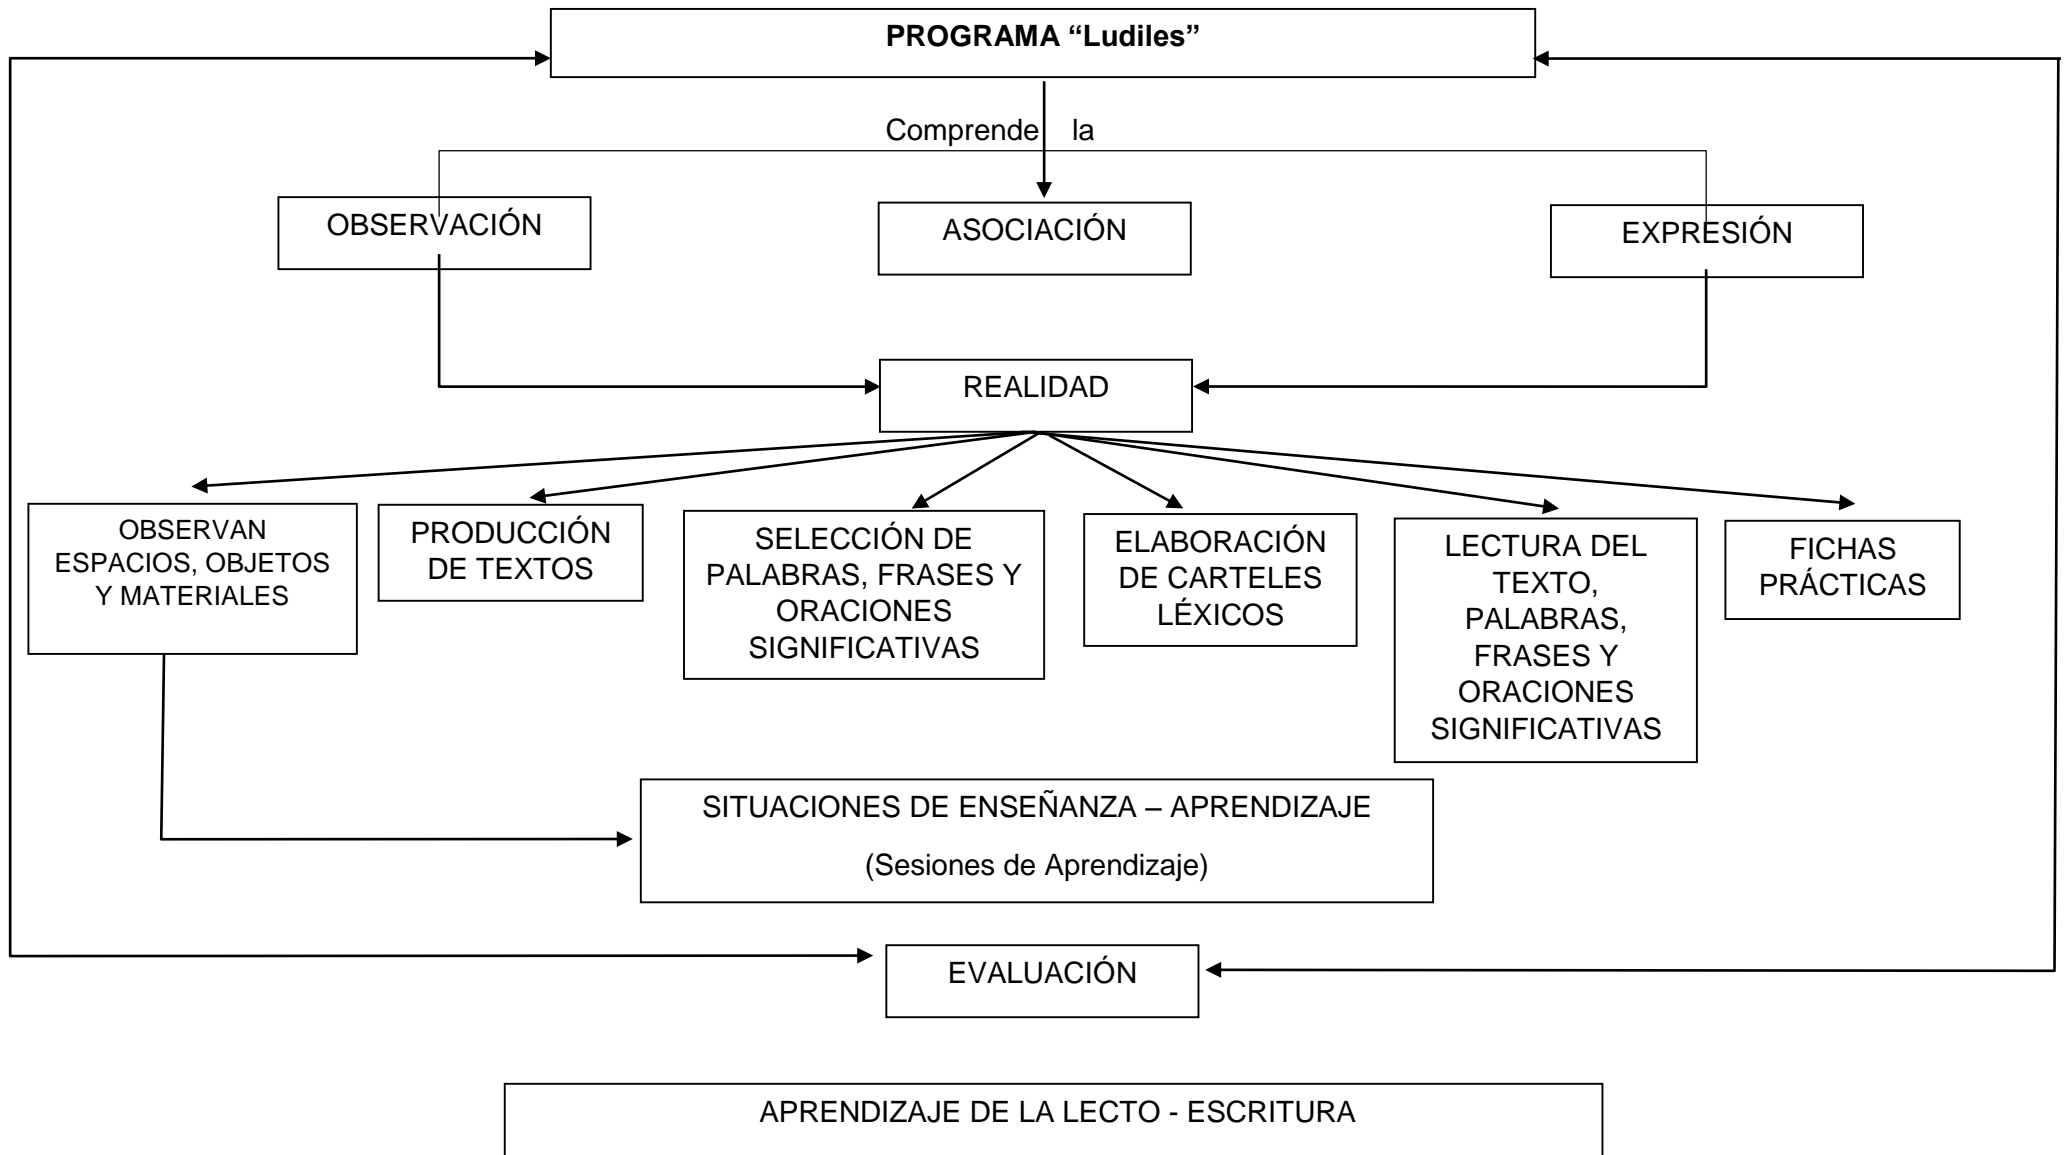 PROGRAMA “Ludiles”
Comprende la
OBSERVACIÓN
ASOCIACIÓN
EXPRESIÓN
REALIDAD
OBSERVAN
ESPACIOS, OBJETOS
Y MATERIALES
PRODUCCIÓN
DE TEXTOS
SELECCIÓN DE
PALABRAS, FRASES Y
ORACIONES
SIGNIFICATIVAS
ELABORACIÓN
DE CARTELES
LÉXICOS
LECTURA DEL
TEXTO,
PALABRAS,
FRASES Y
ORACIONES
SIGNIFICATIVAS
FICHAS
PRÁCTICAS
SITUACIONES DE ENSEÑANZA – APRENDIZAJE
(Sesiones de Aprendizaje)
EVALUACIÓN
APRENDIZAJE DE LA LECTO - ESCRITURA